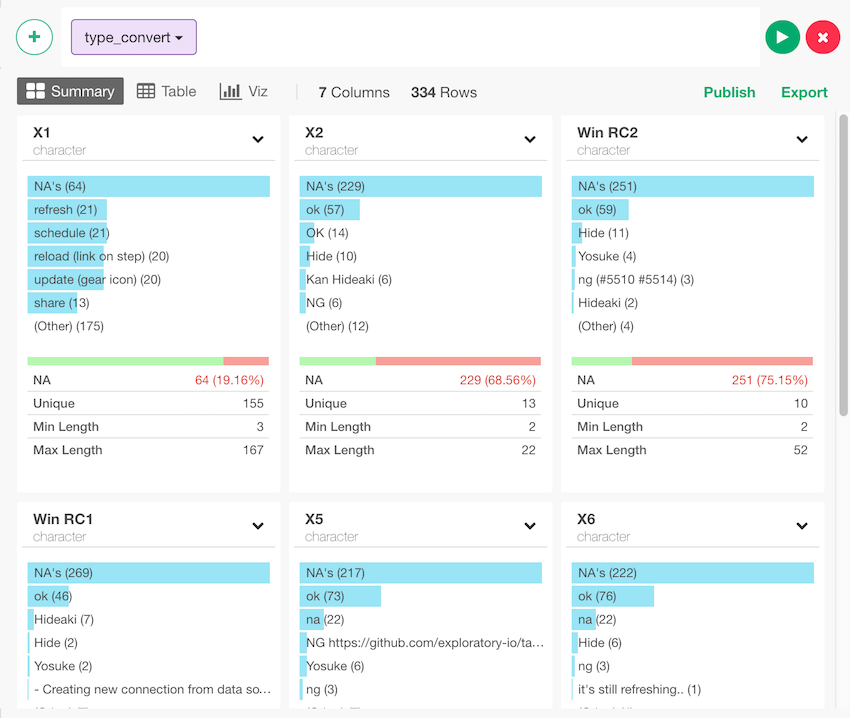 + type_convert
Summary Table Viz 7 Columns 334 Rows Publish Export
X1
character
NA's (64)
refresh (21)
schedule (21)
reload (link on step) (20)
update (gear icon) (20)
share (13)
(Other) (175)
NA 64 (19.16%)
Unique 155
Min Length 3
Max Length 167
X2
character
NA's (229)
ok (57)
OK (14)
Hide (10)
Kan Hideaki (6)
NG (6)
(Other) (12)
NA 229 (68.56%)
Unique 13
Min Length 2
Max Length 22
Win RC2
character
NA's (251)
ok (59)
Hide (11)
Yosuke (4)
ng (#5510 #5514) (3)
Hideaki (2)
(Other) (4)
NA 251 (75.15%)
Unique 10
Min Length 2
Max Length 52
Win RC1
character
NA's (269)
ok (46)
Hideaki (7)
Hide (2)
Yosuke (2)
- Creating new connection from data so...
X5
character
NA's (217)
ok (73)
na (22)
NG https://github.com/exploratory-io/ta...
Yosuke (6)
ng (3)
X6
character
NA's (222)
ok (76)
na (22)
Hide (6)
ng (3)
it's still refreshing.. (1)